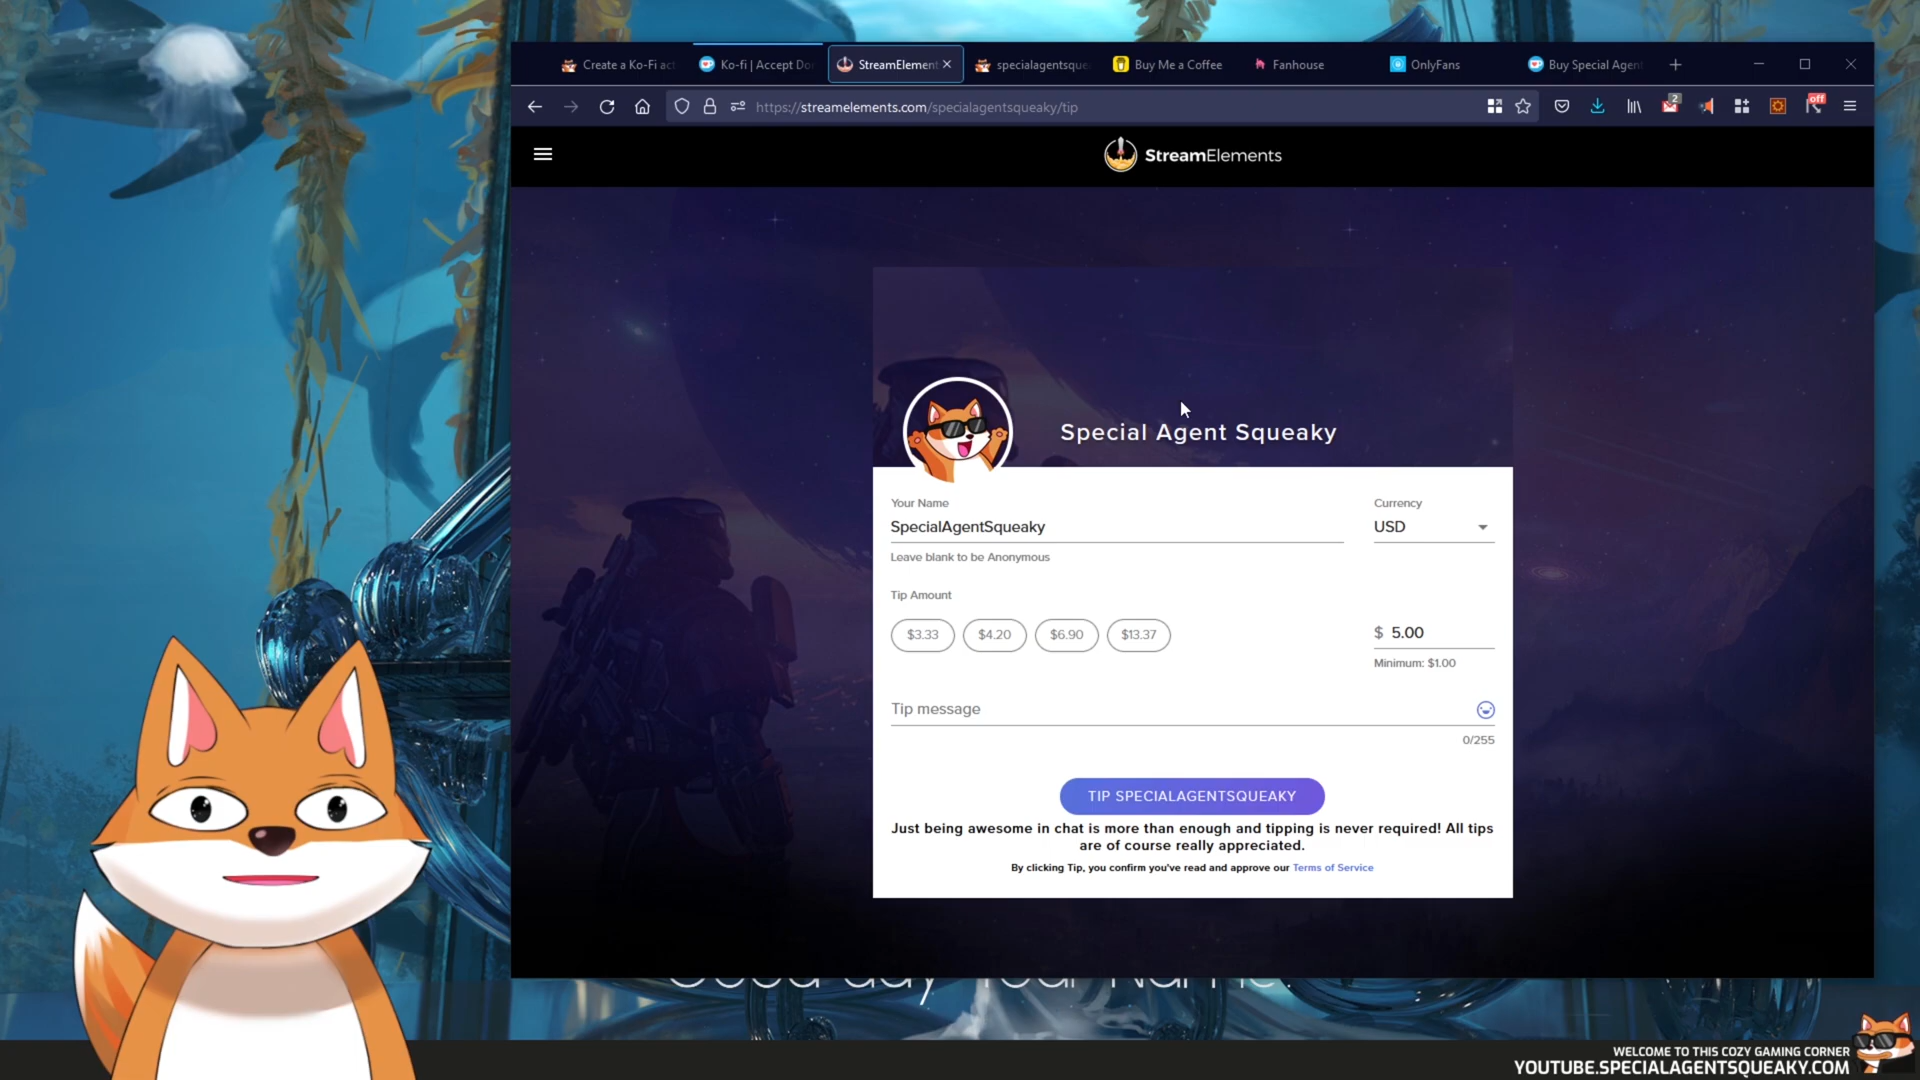 Create a Ko-Fi ac
Ko-fi | Accept Do
StreamElement
specialagentsque
Buy Me a Coffee
Fanhouse
OnlyFans
Buy Special Agen
https://streamelements.com/specialagentsqueaky/tip
2
off
StreamElements
Special Agent Squeaky
Your Name
Currency
SpecialAgentSqueaky
USD
Leave blank to be Anonymous
Tip Amount
$3.33 $4.20 $6.90 $13.37
$ 5.00
Minimum: $1.00
Tip message
0/255
TIP SPECIALAGENTSQUEAKY
Just being awesome in chat is more than enough and tipping is never required! All tips
are of course really appreciated.
By clicking Tip, you confirm you've read and approve our Terms of Service
WELCOME TO THIS COZY GAMING CORNER
YOUTUBE.SPECIALAGENTSQUEAKY.COM